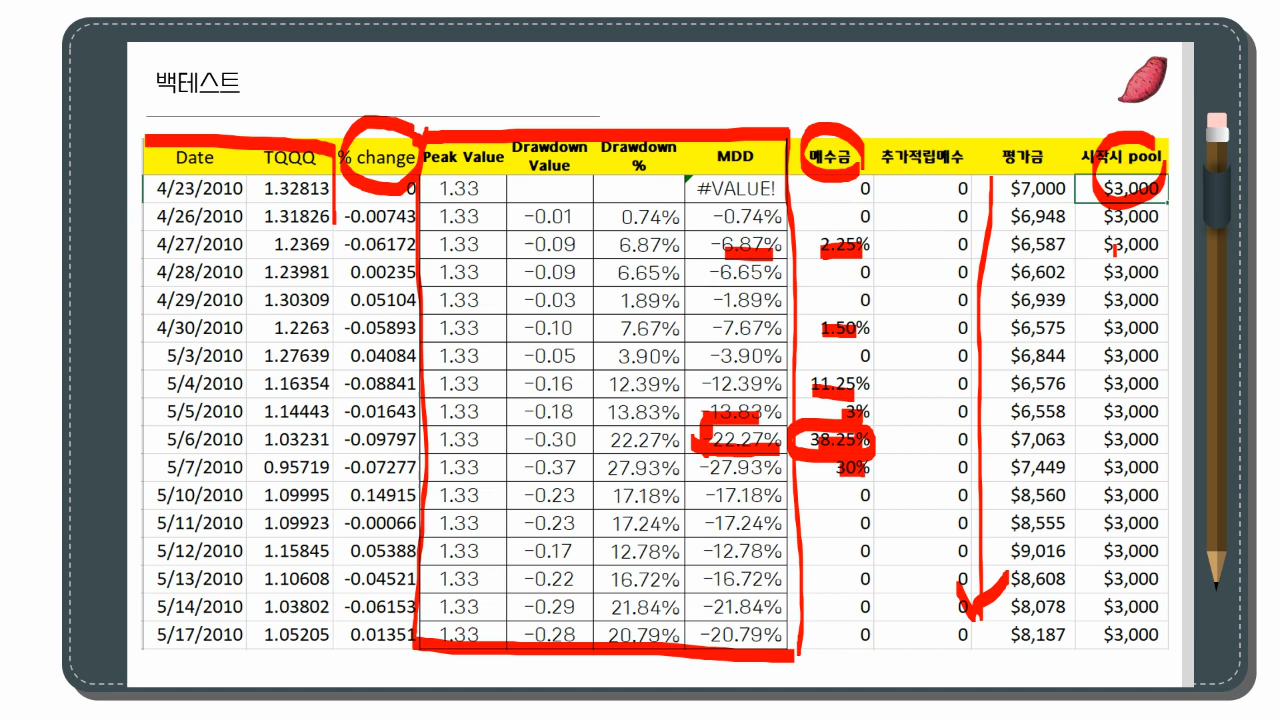 백테스트
Date TQQQ % change Peak Value Drawdown Value Drawdown % MDD 매수금 추가적립매수 평가금 시작시 pool
4/23/2010 1.32813 0 1.33 #VALUE! 0 0 $7,000 $3,000
4/26/2010 1.31826 -0.00743 1.33 -0.01 0.74% -0.74% 0 0 $6,948 $3,000
4/27/2010 1.2369 -0.06172 1.33 -0.09 6.87% -6.87% 2.25% 0 $6,587 $3,000
4/28/2010 1.23981 0.00235 1.33 -0.09 6.65% -6.65% 0 0 $6,602 $3,000
4/29/2010 1.30309 0.05104 1.33 -0.03 1.89% -1.89% 0 0 $6,939 $3,000
4/30/2010 1.2263 -0.05893 1.33 -0.10 7.67% -7.67% 1.50% 0 $6,575 $3,000
5/3/2010 1.27639 0.04084 1.33 -0.05 3.90% -3.90% 0 0 $6,844 $3,000
5/4/2010 1.16354 -0.08841 1.33 -0.16 12.39% -12.39% 11.25% 0 $6,576 $3,000
5/5/2010 1.14443 -0.01643 1.33 -0.18 13.83% -13.83% 3% 0 $6,558 $3,000
5/6/2010 1.03231 -0.09797 1.33 -0.30 22.27% -22.27% 38.25% 0 $7,063 $3,000
5/7/2010 0.95719 -0.07277 1.33 -0.37 27.93% -27.93% 30% 0 $7,449 $3,000
5/10/2010 1.09995 0.14915 1.33 -0.23 17.18% -17.18% 0 0 $8,560 $3,000
5/11/2010 1.09923 -0.00066 1.33 -0.23 17.24% -17.24% 0 0 $8,555 $3,000
5/12/2010 1.15845 0.05388 1.33 -0.17 12.78% -12.78% 0 0 $9,016 $3,000
5/13/2010 1.10608 -0.04521 1.33 -0.22 16.72% -16.72% 0 0 $8,608 $3,000
5/14/2010 1.03802 -0.06153 1.33 -0.29 21.84% -21.84% 0 0 $8,078 $3,000
5/17/2010 1.05205 0.01351 1.33 -0.28 20.79% -20.79% 0 0 $8,187 $3,000